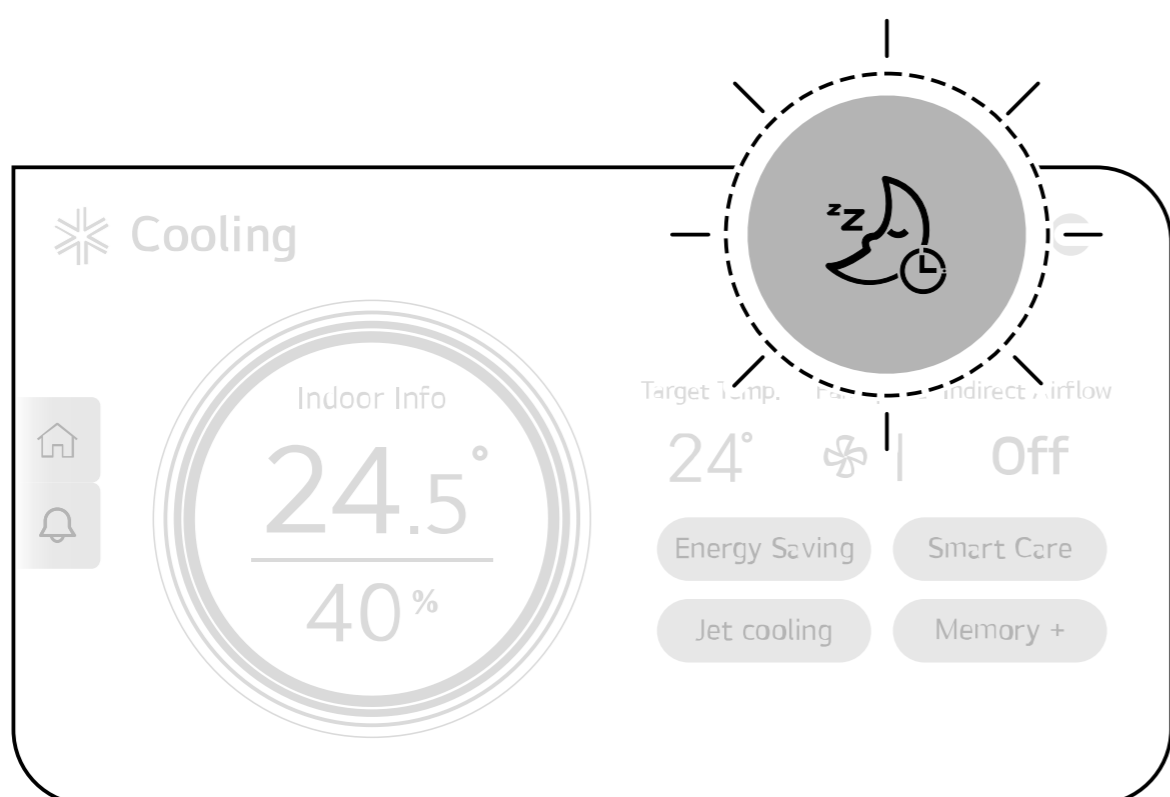 Cooling
zZ
Indoor Info
24.5°
40%
Target Temp.
Indirect Airflow
24°
Off
Energy Saving
Smart Care
Jet cooling
Memory +